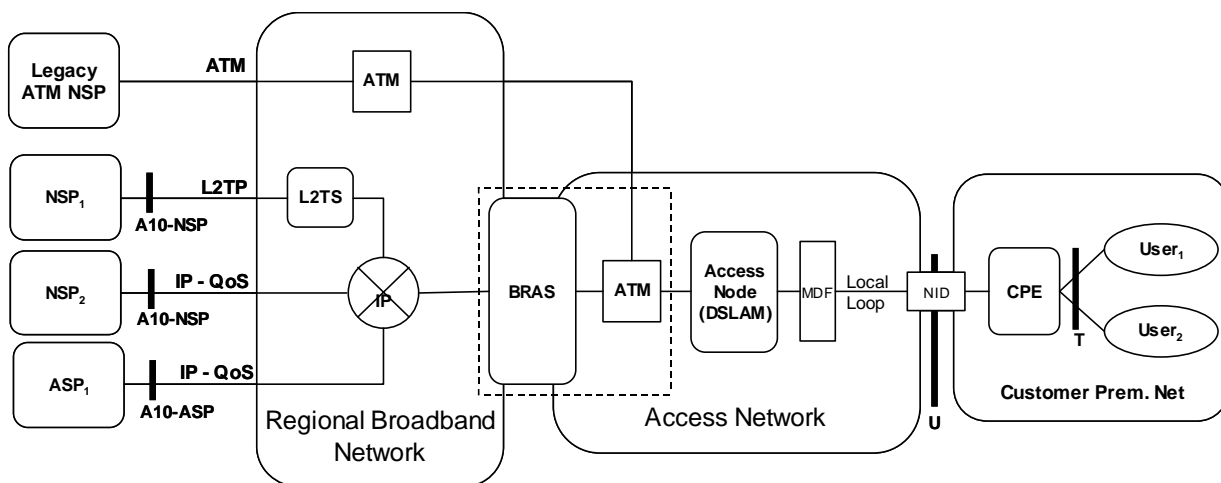 Legacy
ATM NSP
ATM
ATM
NSP₁
A10-NSP
L2TP
L2TS
NSP₂
A10-NSP
IP - QoS
IP
ASP₁
A10-ASP
IP - QoS
Regional Broadband
Network
BRAS
ATM
Access
Node
(DSLAM)
MDF
Local
Loop
Access Network
NID
U
CPE
T
User₁
User₂
Customer Prem. Net